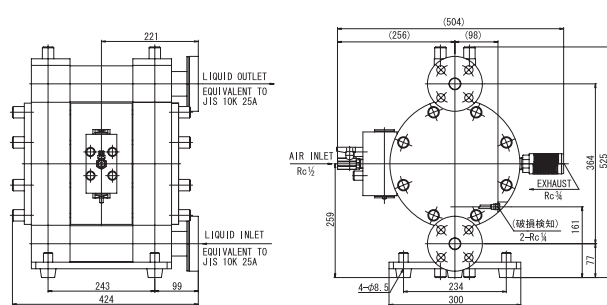 221
LIQUID OUTLET
EQUIVALENT TO
JIS 10K 25A
LIQUID INLET
EQUIVALENT TO
JIS 10K 25A
243
99
424
(504)
(256)
(98)
AIR INLET
Rc½
259
EXHAUST
Rc¾
(破損検知)
2-Rc¼
161
364
525
77
4-φ8.5
234
300